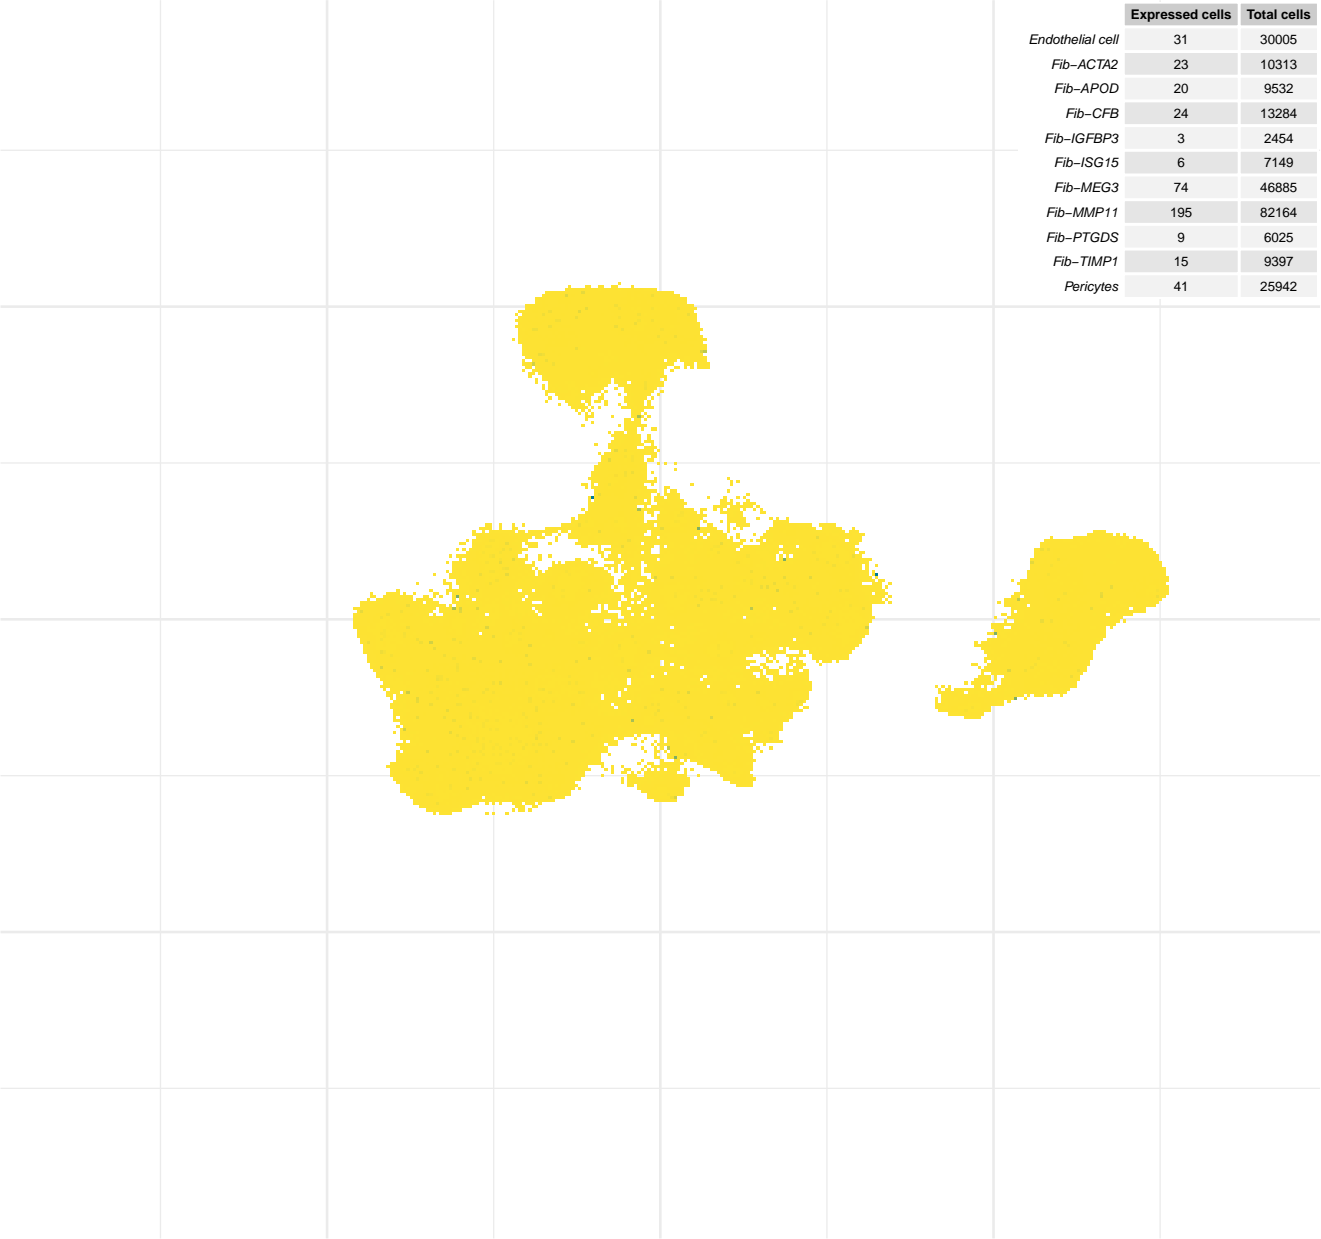 Expressed cells Total cells
Endothelial cell 31 30005
Fib−ACTA2 23 10313
Fib−APOD 20 9532
Fib−CFB 24 13284
Fib−IGFBP3 3 2454
Fib−ISG15 6 7149
Fib−MEG3 74 46885
Fib−MMP11 195 82164
Fib−PTGDS 9 6025
Fib−TIMP1 15 9397
Pericytes 41 25942